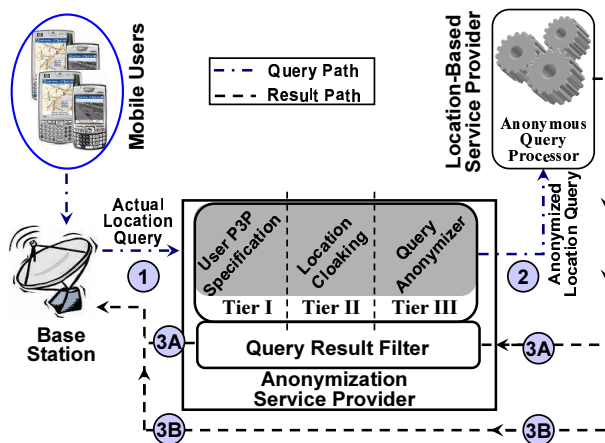 Mobile Users
Query Path
Result Path
Location-Based
Service Provider
Anonymous
Query
Processor
Actual
Location
Query
1
User P3P
Specification
Location
Cloaking
Query
Anonymizer
Tier I
Tier II
Tier III
2
Anonymized
Location Query
Base
Station
3A
Query Result Filter
3A
Anonymization
Service Provider
3B
3B